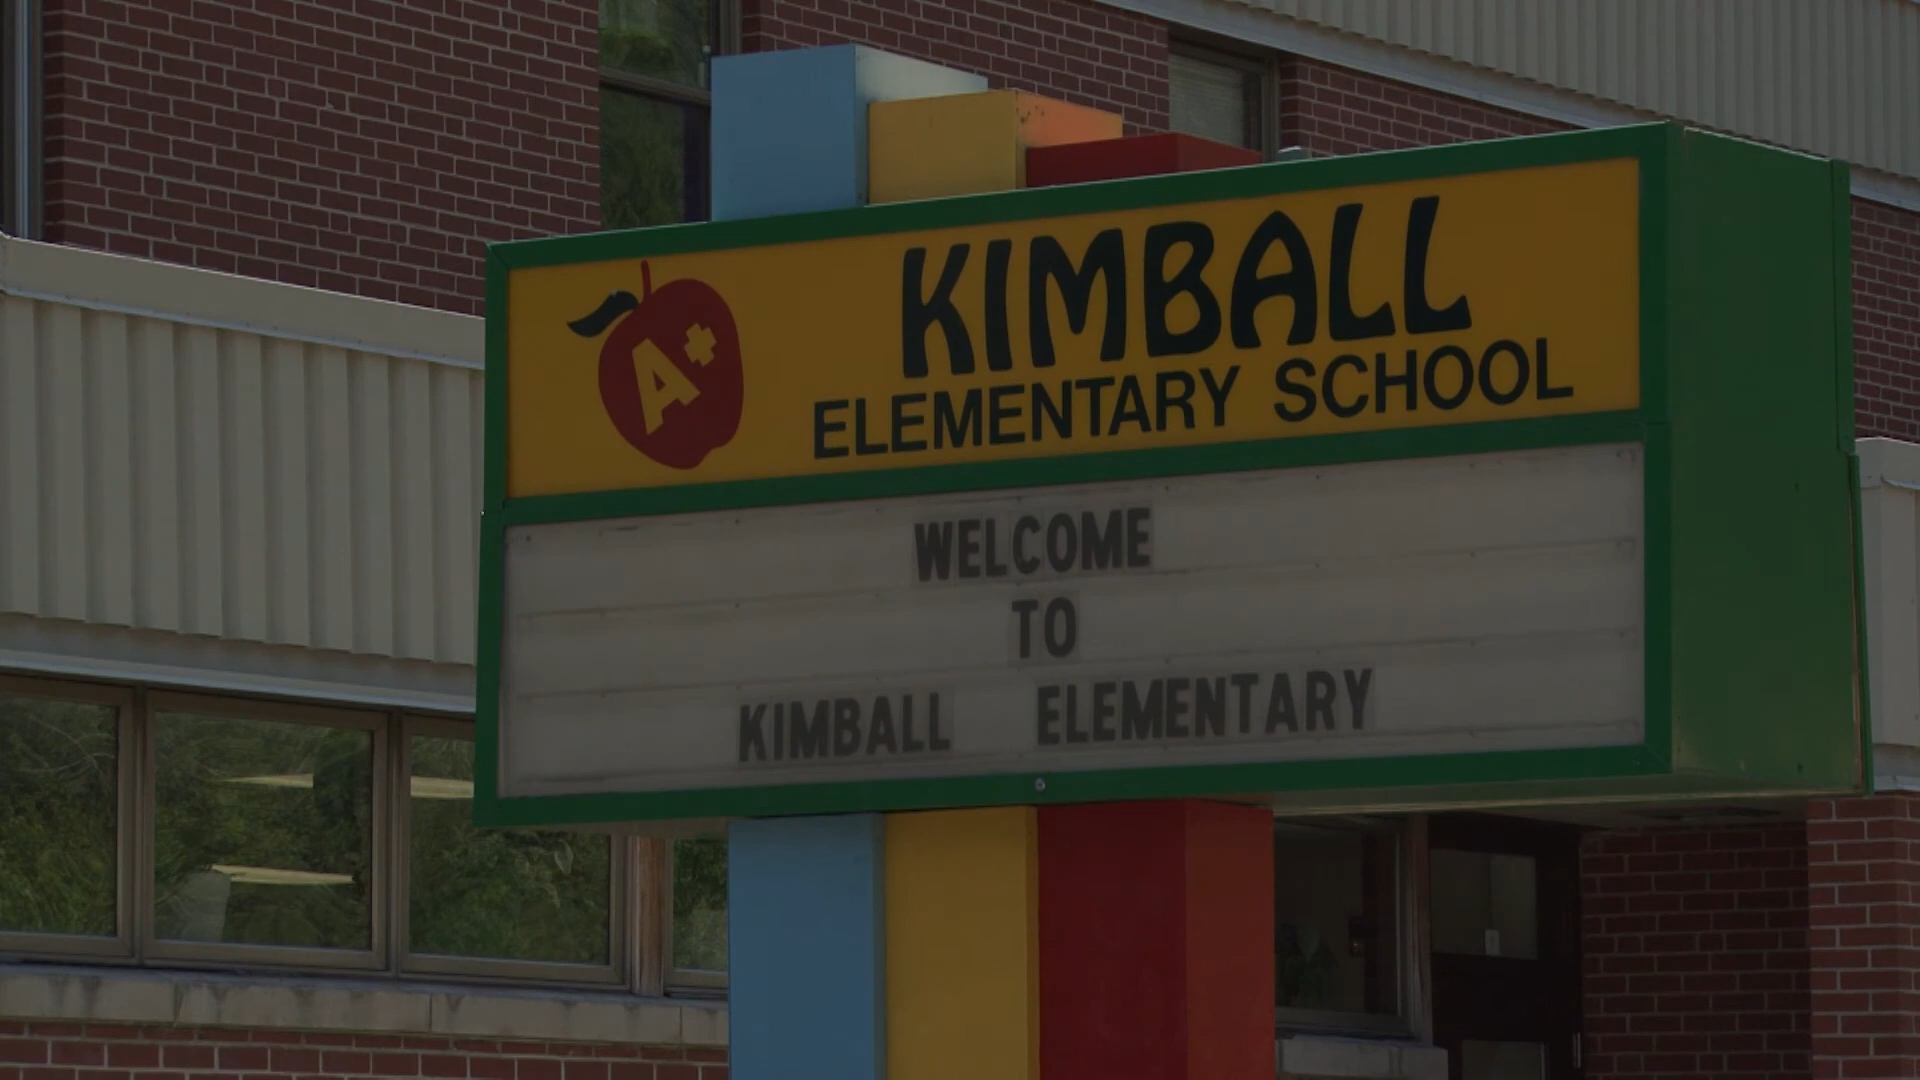 A+
KIMBALL
ELEMENTARY SCHOOL
WELCOME
TO
KIMBALL ELEMENTARY